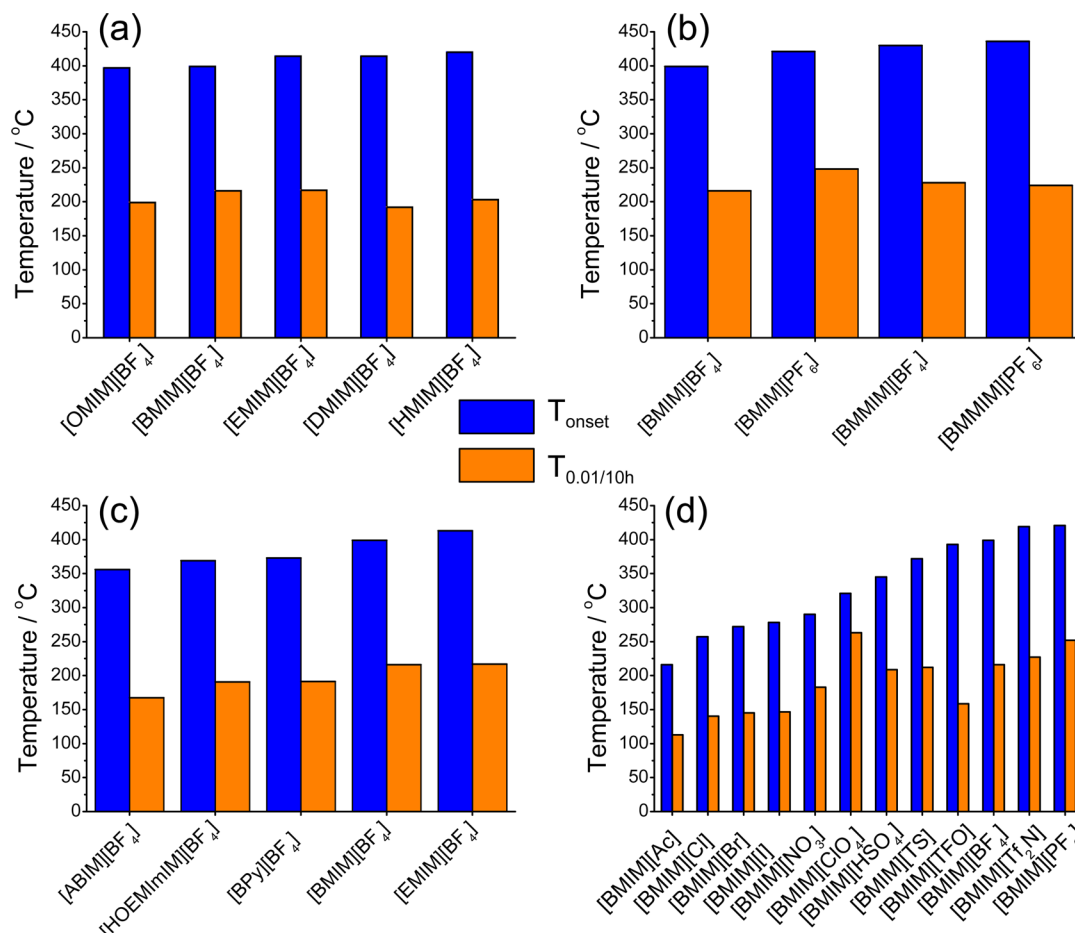 (a)
450
400
350
300
250
200
150
100
50
0
Temperature / °C
[OMIM][BF4]
[BMIM][BF4]
[EMIM][BF4]
[DMIM][BF4]
[HMIM][BF4]
(b)
450
400
350
300
250
200
150
100
50
0
Temperature / °C
[BMIM][BF4]
[BMIM][PF6]
[BMMIM][BF4]
[BMMIM][PF6]
Tonset
T0.01/10h
(c)
450
400
350
300
250
200
150
100
50
0
Temperature / °C
[ABIM][BF4]
[HOEMImIM][BF4]
[BPy][BF4]
[BMIM][BF4]
[EMIM][BF4]
(d)
450
400
350
300
250
200
150
100
50
0
Temperature / °C
[BMIM][Ac]
[BMIM][Cl]
[BMIM][Br]
[BMIM][I]
[BMIM][NO3]
[BMIM][ClO4]
[BMIM][HSO4]
[BMIM][TS]
[BMIM][TFO]
[BMIM][BF4]
[BMIM][Tf2N]
[BMIM][PF